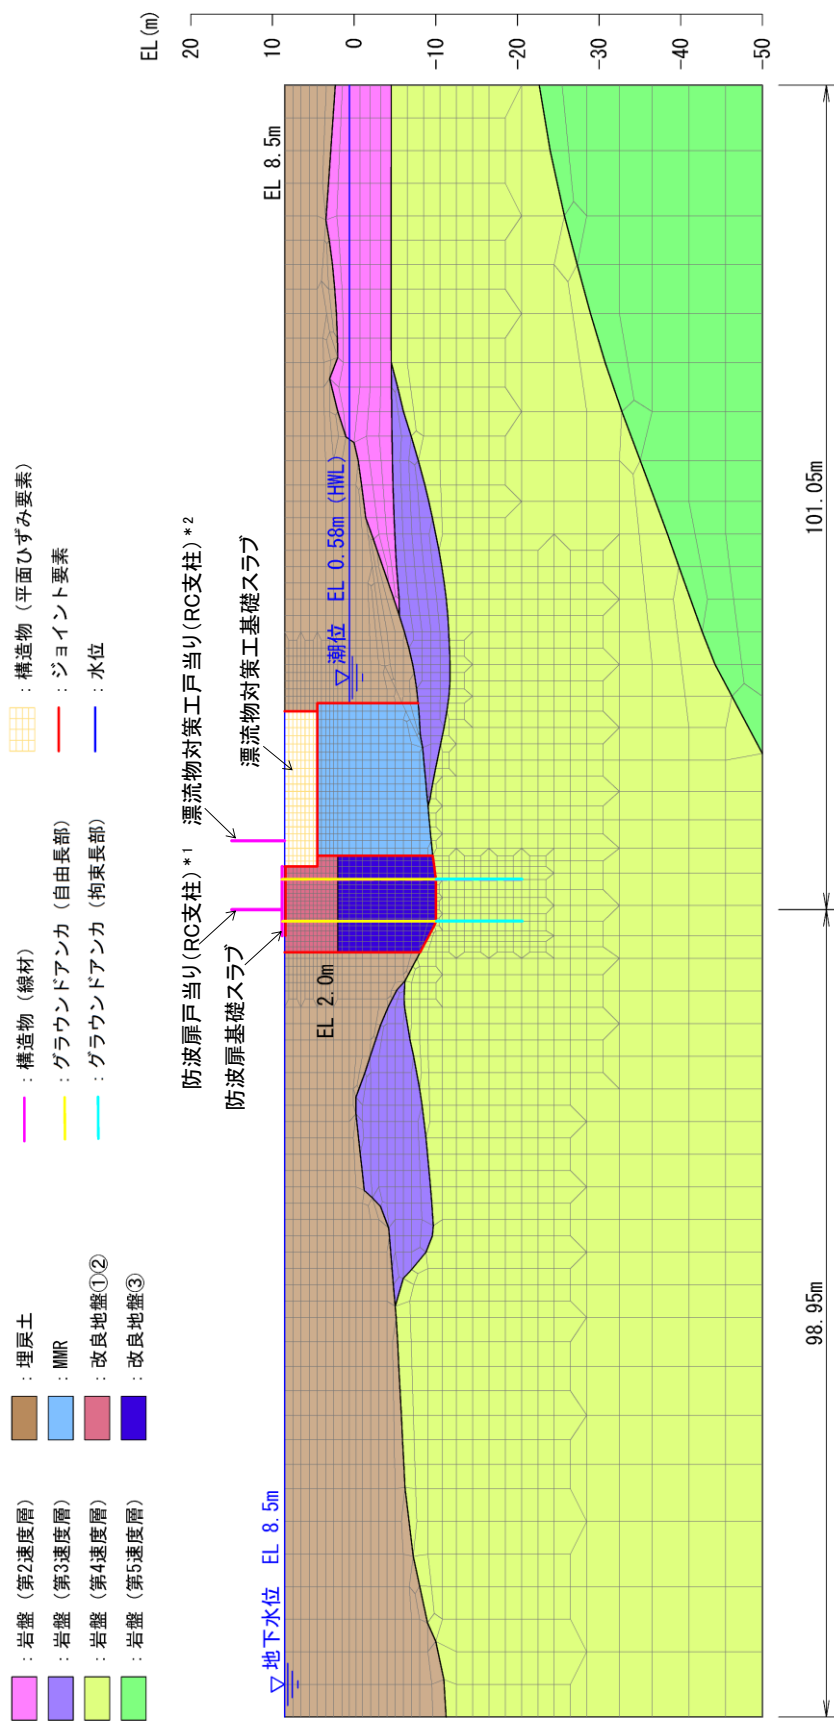 ：岩盤（第2速度層）
：岩盤（第3速度層）
：岩盤（第4速度層）
：岩盤（第5速度層）
：埋戻土
：MMR
：改良地盤①②
：改良地盤③
：構造物（線材）
：グラウンドアンカ（自由長部）
：グラウンドアンカ（拘束長部）
：構造物（平面ひずみ要素）
：ジョイント要素
：水位
防波扉戸当り(RC支柱)*1
漂流物対策工戸当り(RC支柱)*2
防波扉基礎スラブ
漂流物対策工基礎スラブ
EL(m)
20
10
0
-10
-20
-30
-40
-50
▽地下水位 EL 8.5m
EL 2.0m
▽潮位 EL 0.58m (HWL)
EL 8.5m
98.95m
101.05m